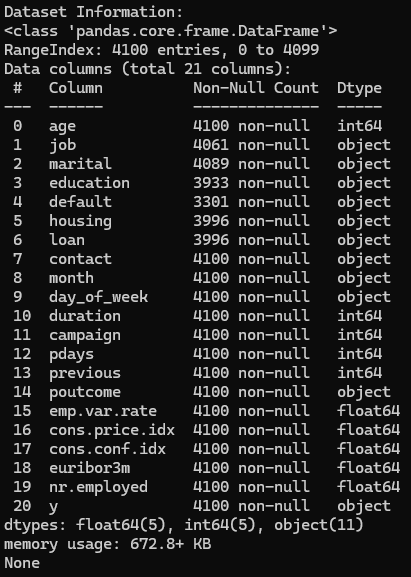 Dataset Information:
<class 'pandas.core.frame.DataFrame'>
RangeIndex: 4100 entries, 0 to 4099
Data columns (total 21 columns):
 #   Column          Non-Null Count  Dtype
---  ------          --------------  -----
 0   age             4100 non-null   int64
 1   job             4061 non-null   object
 2   marital         4089 non-null   object
 3   education       3933 non-null   object
 4   default         3301 non-null   object
 5   housing         3996 non-null   object
 6   loan            3996 non-null   object
 7   contact         4100 non-null   object
 8   month           4100 non-null   object
 9   day_of_week     4100 non-null   object
 10  duration        4100 non-null   int64
 11  campaign        4100 non-null   int64
 12  pdays           4100 non-null   int64
 13  previous        4100 non-null   int64
 14  poutcome        4100 non-null   object
 15  emp.var.rate    4100 non-null   float64
 16  cons.price.idx  4100 non-null   float64
 17  cons.conf.idx   4100 non-null   float64
 18  euribor3m       4100 non-null   float64
 19  nr.employed     4100 non-null   float64
 20  y               4100 non-null   object
dtypes: float64(5), int64(5), object(11)
memory usage: 672.8+ KB
None